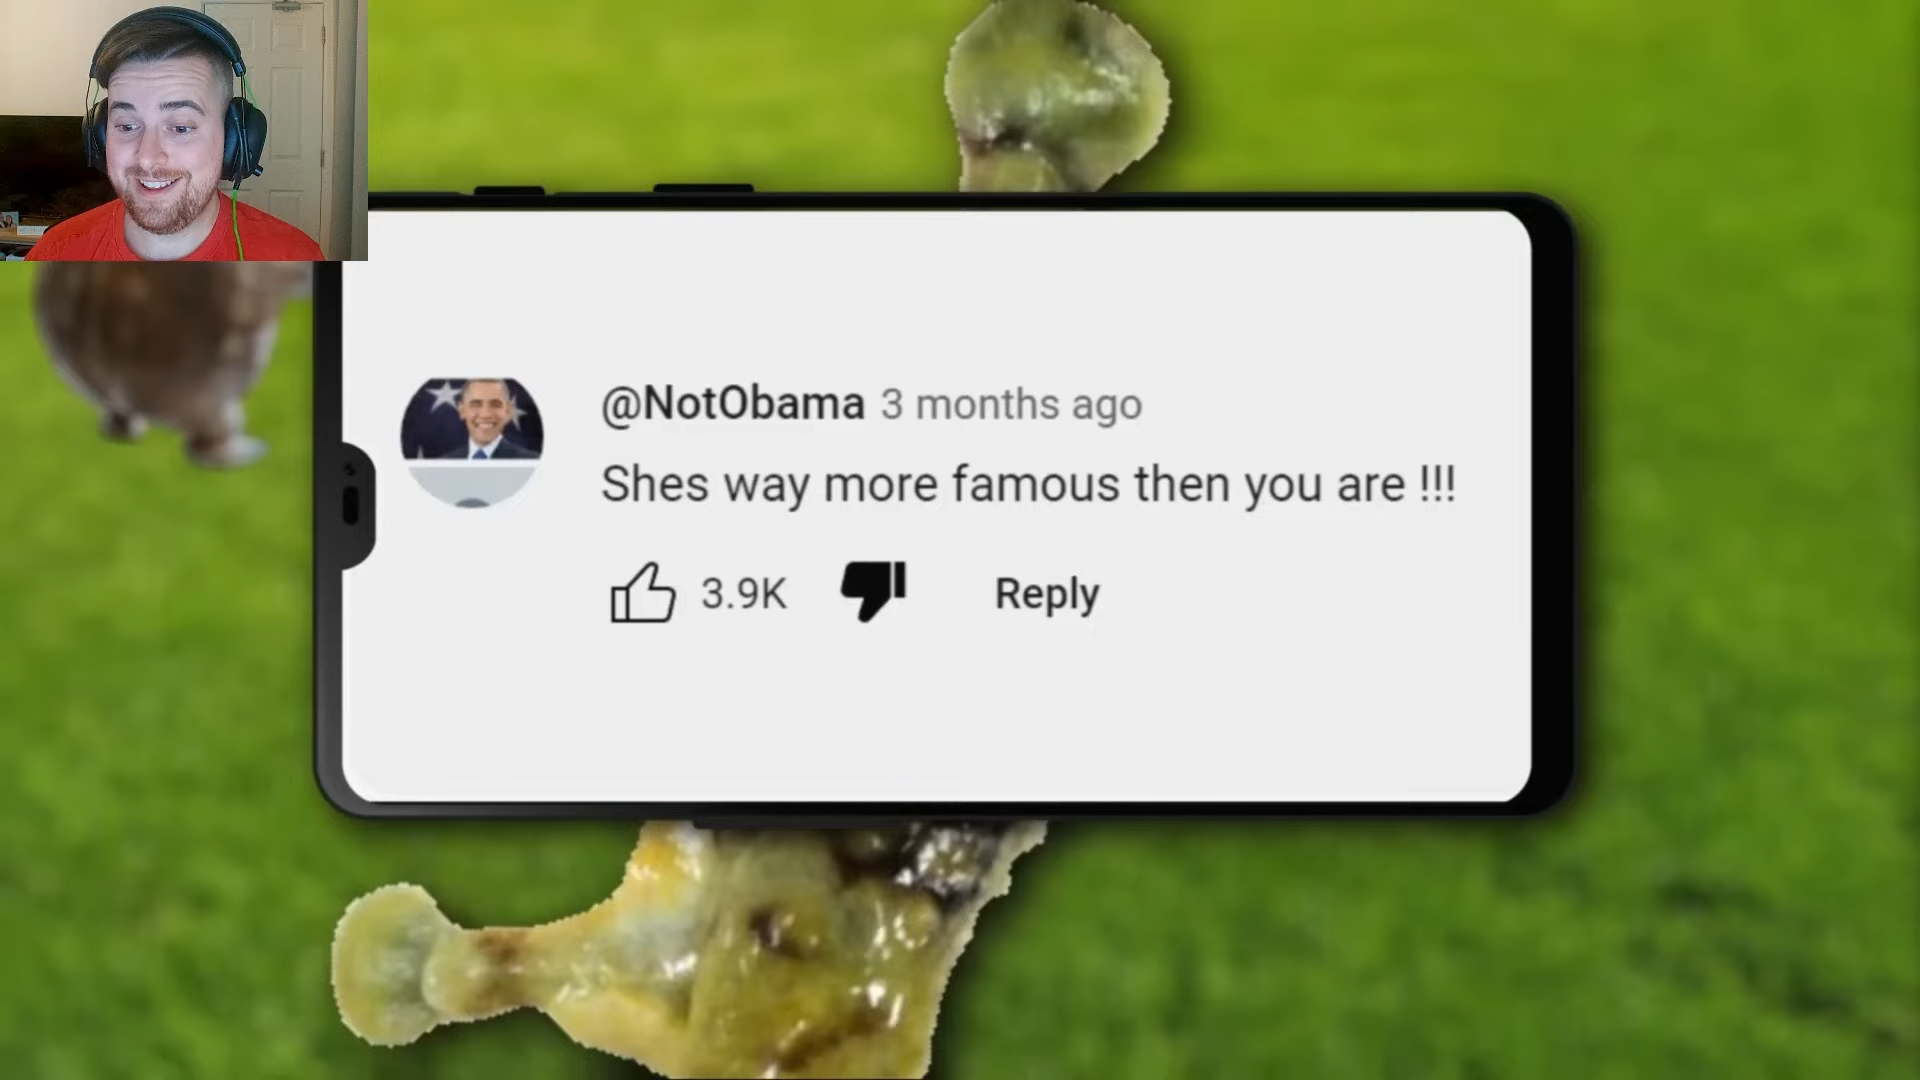 @NotObama 3 months ago
Shes way more famous then you are !!!
3.9K Reply